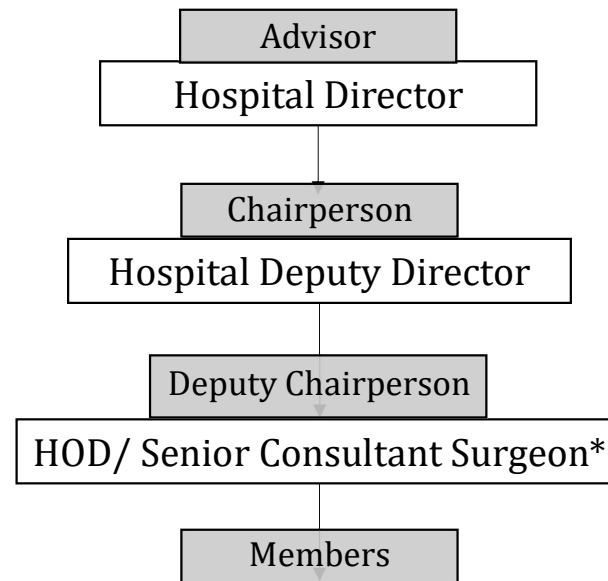 Advisor
Hospital Director
Chairperson
Hospital Deputy Director
Deputy Chairperson
HOD/ Senior Consultant Surgeon*
Members